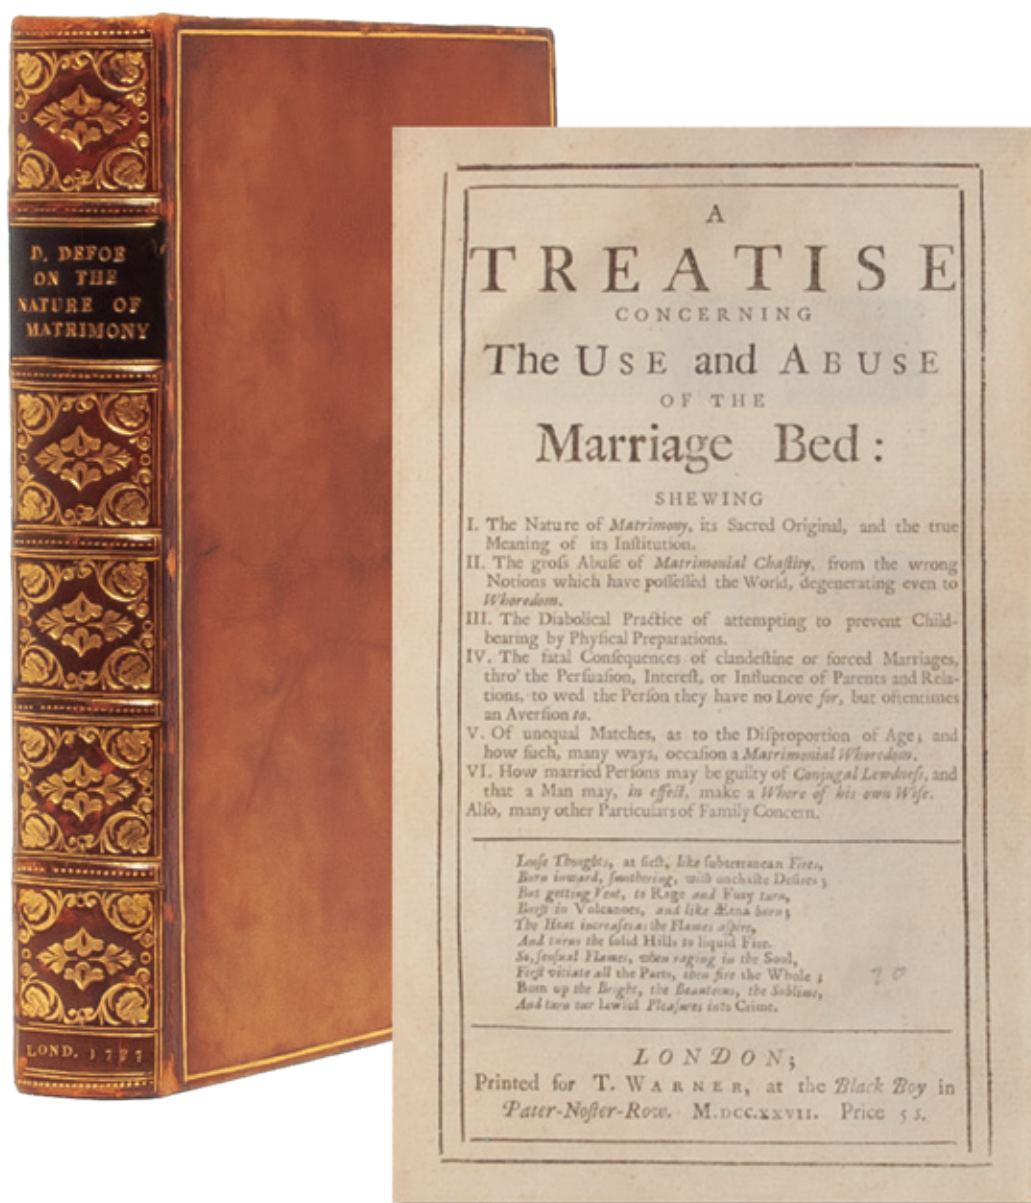 D. DEFOE
ON THE
NATURE OF
MATRIMONY
LOND. 1727
A
TREATISE
CONCERNING
The USE and ABUSE
OF THE
Marriage Bed:
SHEWING
I. The Nature of Matrimony, its Sacred Original, and the true
Meaning of its Inſtitution.
II. The groſs Abuſe of Matrimonial Chaſtity, from the wrong
Notions which have poſſeſſed the World, degenerating even to
Whoredom.
III. The Diabolical Practice of attempting to prevent Child-
bearing by Phyſical Preparations.
IV. The fatal Conſequences of clandeſtine or forced Marriages,
thro' the Perſuaſion, Intereſt, or Influence of Parents and Rela-
tions, to wed the Perſon they have no Love for, but oftentimes
an Averſion to.
V. Of unequal Matches, as to the Diſproportion of Age; and
how ſuch, many ways, occaſion a Matrimonial Whoredom.
VI. How married Perſons may be guilty of Conjugal Lewdneſs, and
that a Man may, in effect, make a Whore of his own Wife.
Alſo, many other Particulars of Family Concern.
Looſe Thoughts, at firſt, like ſubterranean Fires,
Burn inward, ſmothering, with unchaſte Deſires;
But getting Vent, to Rage and Fury turn,
Burſt in Volcanoes, and like Ætna burn;
The Heat increaſes as the Flames aſpire,
And turns the ſolid Hills to liquid Fire.
So, ſenſual Flames, when raging in the Soul,
Firſt vitiate all the Parts, then fire the Whole;
Burn up the Bright, the Beauteous, the Sublime,
And turn our lawful Pleaſures into Crime.
LONDON;
Printed for T. WARNER, at the Black Boy in
Pater-Noſter-Row. M.DCC.XXVII. Price 5 s.